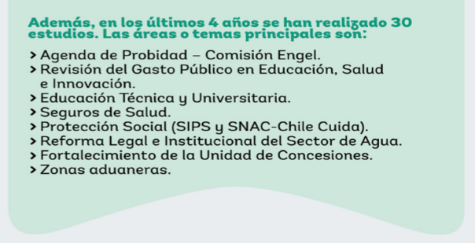 Además, en los últimos 4 años se han realizado 30
estudios. Las áreas o temas principales son:
> Agenda de Probidad – Comisión Engel.
> Revisión del Gasto Público en Educación, Salud
e Innovación.
> Educación Técnica y Universitaria.
> Seguros de Salud.
> Protección Social (SIPS y SNAC-Chile Cuida).
> Reforma Legal e Institucional del Sector de Agua.
> Fortalecimiento de la Unidad de Concesiones.
> Zonas aduaneras.